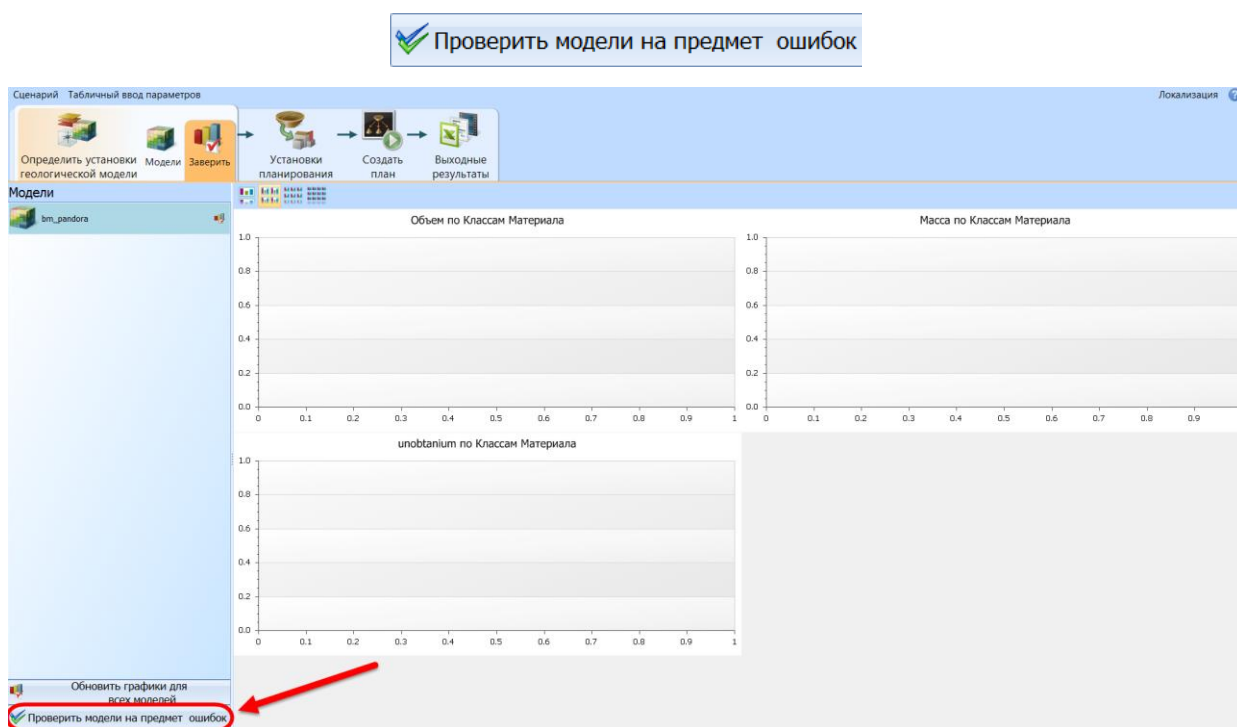 Проверить модели на предмет ошибок
Сценарий Табличный ввод параметров
Локализация
Определить установки
геологической модели
Модели
Заверить
Установки
планирования
Создать
план
Выходные
результаты
Модели
bm_pandora
Объем по Классам Материала
1.0
0.8
0.6
0.4
0.2
0.0
0 0.1 0.2 0.3 0.4 0.5 0.6 0.7 0.8 0.9 1
Масса по Классам Материала
1.0
0.8
0.6
0.4
0.2
0.0
0 0.1 0.2 0.3 0.4 0.5 0.6 0.7 0.8 0.9
unobtanium по Классам Материала
1.0
0.8
0.6
0.4
0.2
0.0
0 0.1 0.2 0.3 0.4 0.5 0.6 0.7 0.8 0.9 1
Обновить графики для
всех моделей
Проверить модели на предмет ошибок